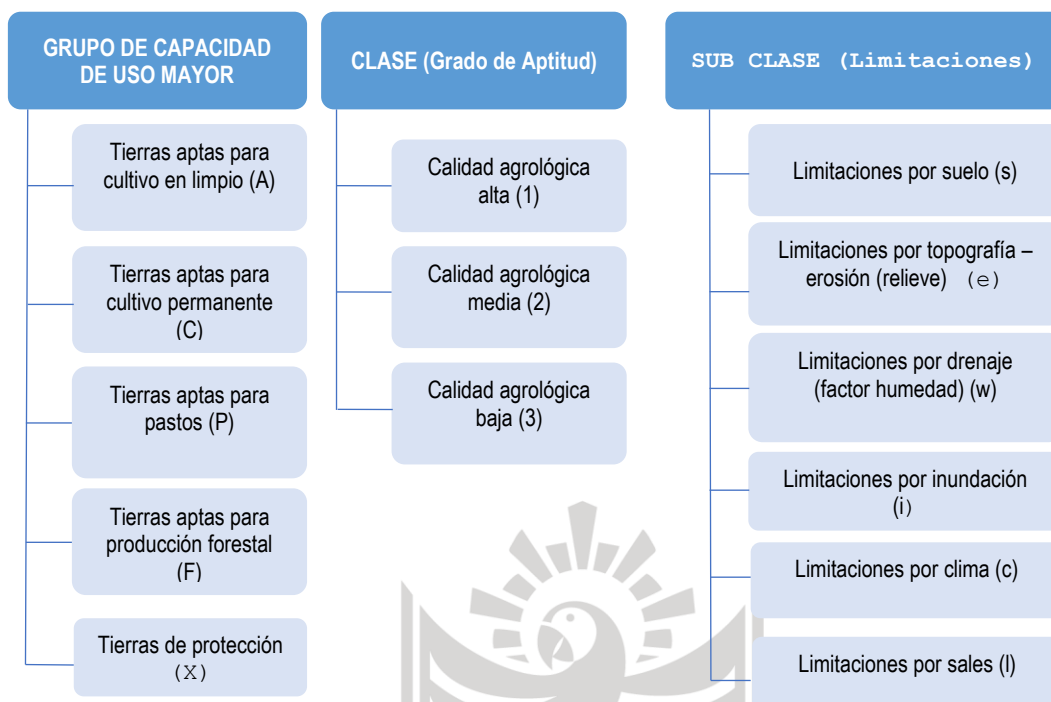 GRUPO DE CAPACIDAD
DE USO MAYOR
Tierras aptas para
cultivo en limpio (A)
Tierras aptas para
cultivo permanente
(C)
Tierras aptas para
pastos (P)
Tierras aptas para
producción forestal
(F)
Tierras de protección
(X)
CLASE (Grado de Aptitud)
Calidad agrológica
alta (1)
Calidad agrológica
media (2)
Calidad agrológica
baja (3)
SUB CLASE (Limitaciones)
Limitaciones por suelo (s)
Limitaciones por topografía –
erosión (relieve) (e)
Limitaciones por drenaje
(factor humedad) (w)
Limitaciones por inundación
(i)
Limitaciones por clima (c)
Limitaciones por sales (l)